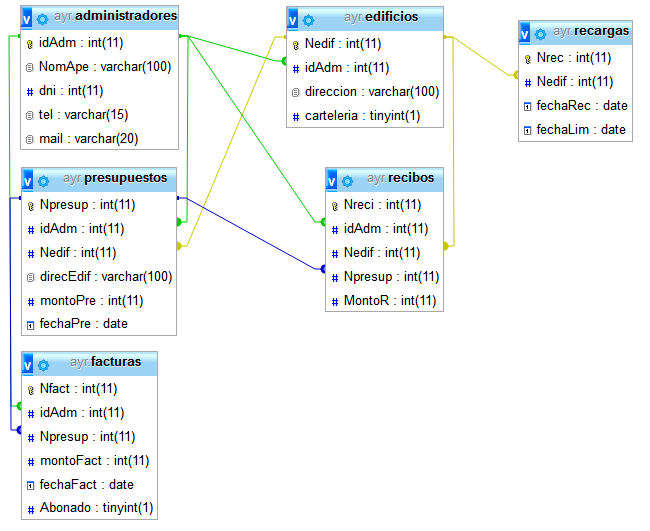 ayr.administradores
idAdm : int(11)
NomApe : varchar(100)
dni : int(11)
tel : varchar(15)
mail : varchar(20)
ayr.edificios
Nedif : int(11)
idAdm : int(11)
direccion : varchar(100)
carteleria : tinyint(1)
ayr.recargas
Nrec : int(11)
Nedif : int(11)
fechaRec : date
fechaLim : date
ayr.presupuestos
Npresup : int(11)
idAdm : int(11)
Nedif : int(11)
direcEdif : varchar(100)
montoPre : int(11)
fechaPre : date
ayr.recibos
Nreci : int(11)
idAdm : int(11)
Nedif : int(11)
Npresup : int(11)
MontoR : int(11)
ayr.facturas
Nfact : int(11)
idAdm : int(11)
Npresup : int(11)
montoFact : int(11)
fechaFact : date
Abonado : tinyint(1)